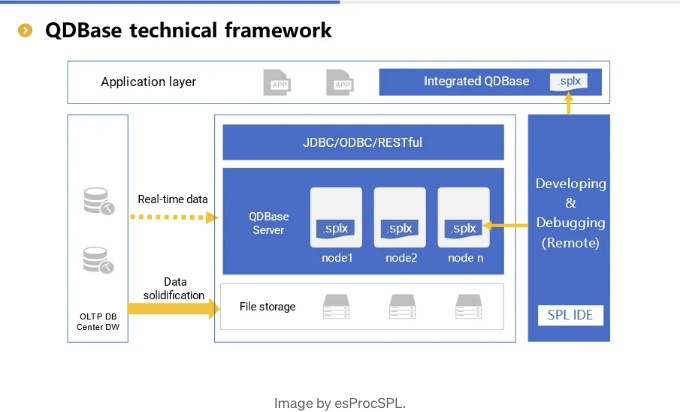 QDBase technical framework
Application layer
APP
APP
Integrated QDBase
.splx
JDBC/ODBC/RESTful
Real-time data
QDBase
Server
.splx
.splx
.splx
node1
node2
node n
Developing
&
Debugging
(Remote)
SPL IDE
Data
solidification
File storage
OLTP DB
Center DW
T
T
Image by esProcSPL.